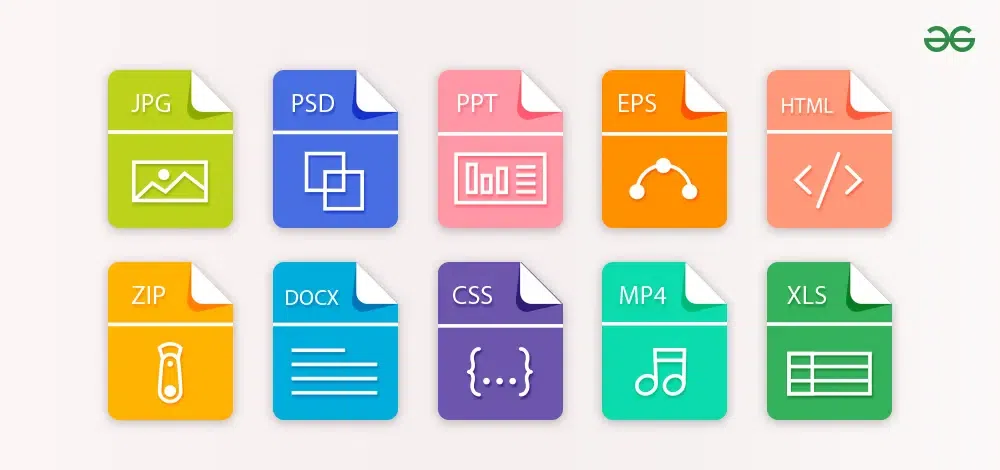 JPG
PSD
PPT
EPS
HTML
ZIP
DOCX
CSS
MP4
XLS